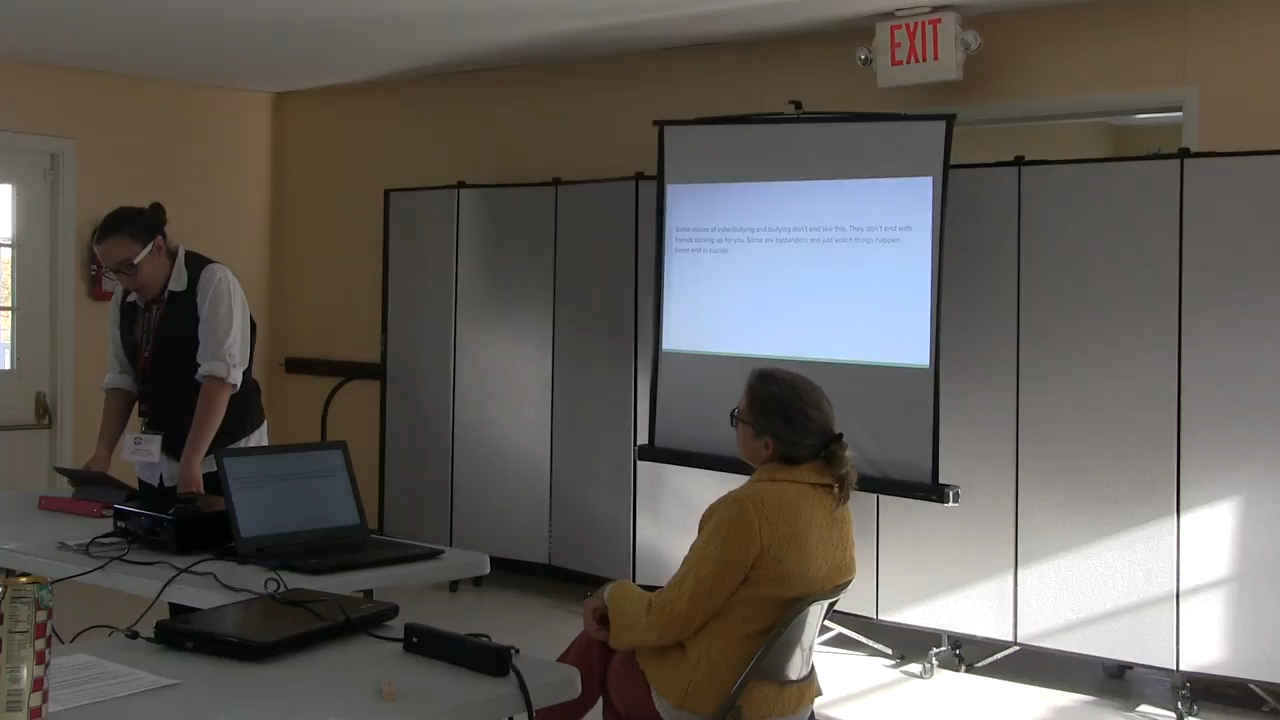 EXIT
Some stories of cyberbullying and bullying don't end like this. They don't end with
friends sticking up for you. Some are bystanders and just watch things happen.
Some end in suicide.